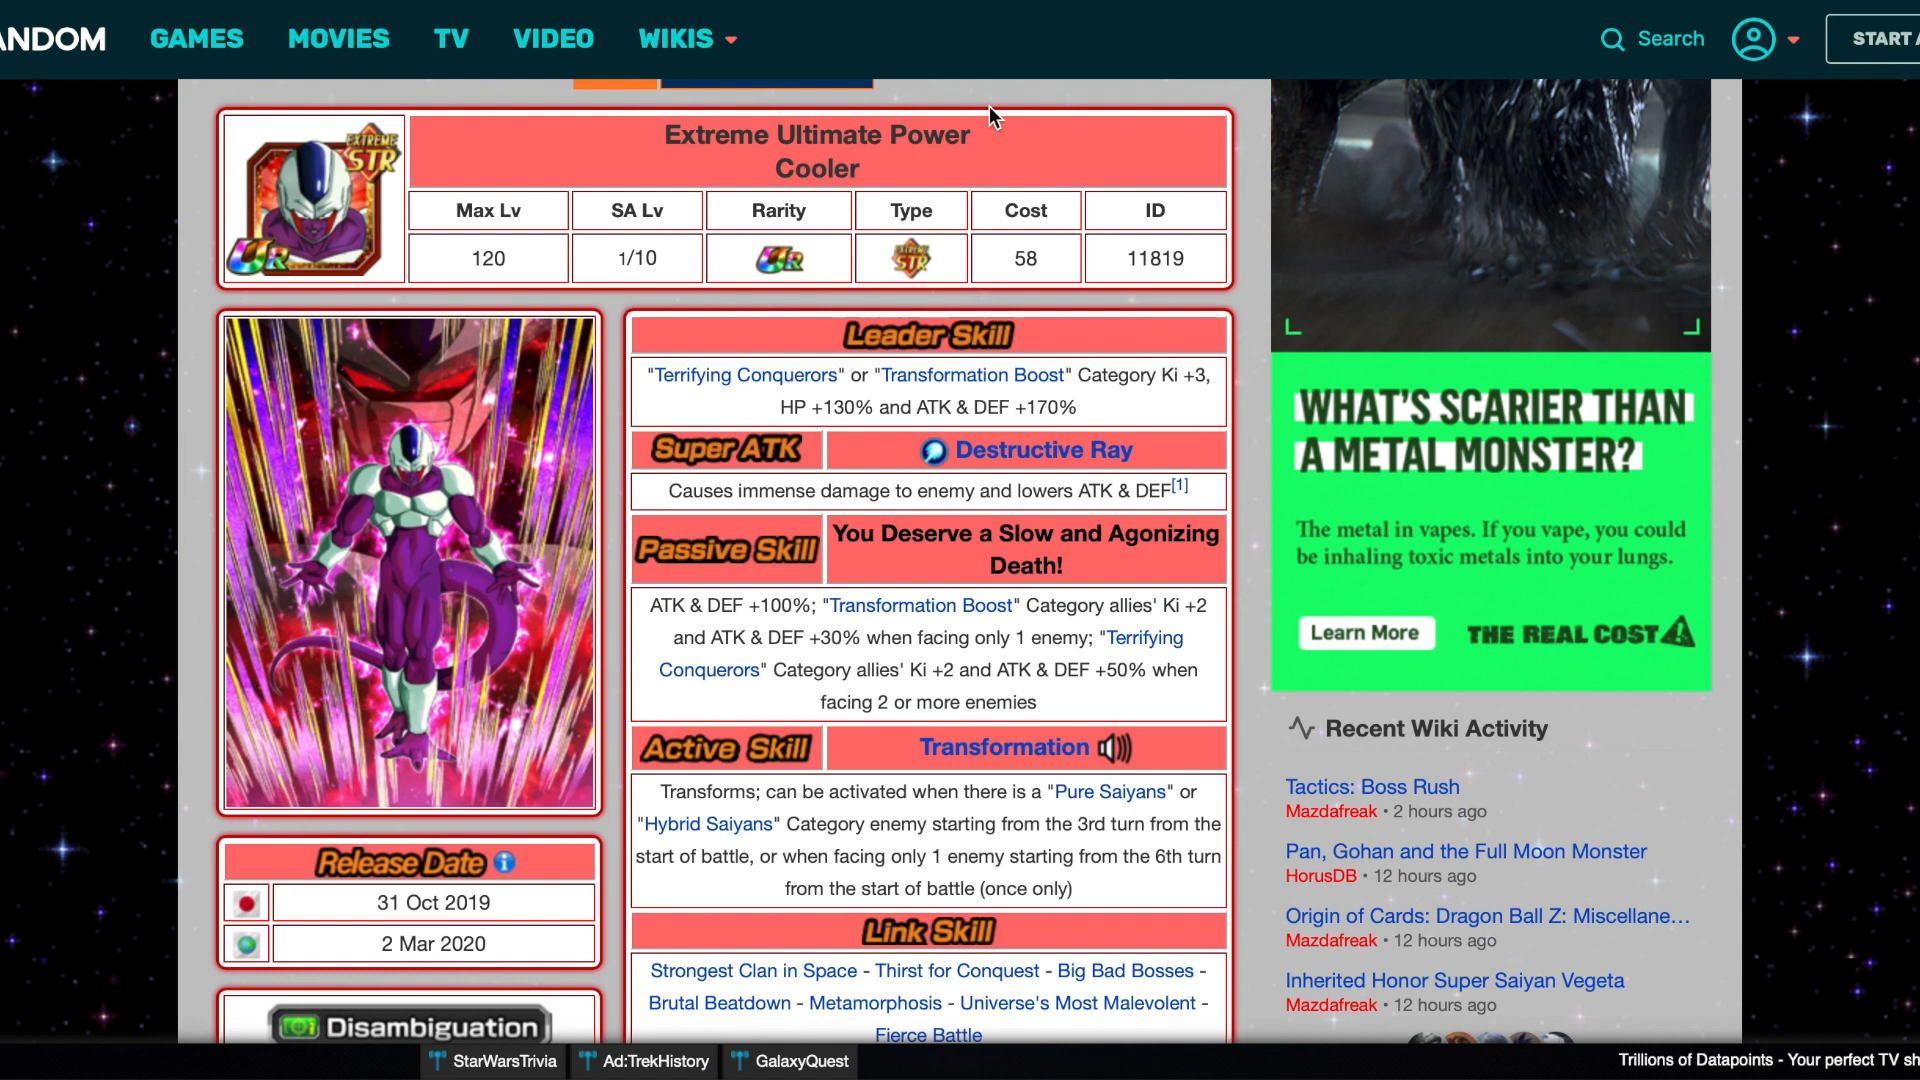 ANDOM GAMES MOVIES TV VIDEO WIKIS Search START A
EXTREME
STR
UR
Extreme Ultimate Power
Cooler
Max Lv SA Lv Rarity Type Cost ID
120 1/10 UR EXTREME STR 58 11819
Leader Skill
"Terrifying Conquerors" or "Transformation Boost" Category Ki +3,
HP +130% and ATK & DEF +170%
Super ATK Destructive Ray
Causes immense damage to enemy and lowers ATK & DEF[1]
Passive Skill You Deserve a Slow and Agonizing
Death!
ATK & DEF +100%; "Transformation Boost" Category allies' Ki +2
and ATK & DEF +30% when facing only 1 enemy; "Terrifying
Conquerors" Category allies' Ki +2 and ATK & DEF +50% when
facing 2 or more enemies
Active Skill Transformation
Transforms; can be activated when there is a "Pure Saiyans" or
"Hybrid Saiyans" Category enemy starting from the 3rd turn from the
start of battle, or when facing only 1 enemy starting from the 6th turn
from the start of battle (once only)
Link Skill
Strongest Clan in Space - Thirst for Conquest - Big Bad Bosses -
Brutal Beatdown - Metamorphosis - Universe's Most Malevolent -
Fierce Battle
Release Date
31 Oct 2019
2 Mar 2020
Disambiguation
WHAT'S SCARIER THAN
A METAL MONSTER?
The metal in vapes. If you vape, you could
be inhaling toxic metals into your lungs.
Learn More THE REAL COST
Recent Wiki Activity
Tactics: Boss Rush
Mazdafreak • 2 hours ago
Pan, Gohan and the Full Moon Monster
HorusDB • 12 hours ago
Origin of Cards: Dragon Ball Z: Miscellane...
Mazdafreak • 12 hours ago
Inherited Honor Super Saiyan Vegeta
Mazdafreak • 12 hours ago
StarWarsTrivia Ad:TrekHistory GalaxyQuest Trillions of Datapoints - Your perfect TV sh